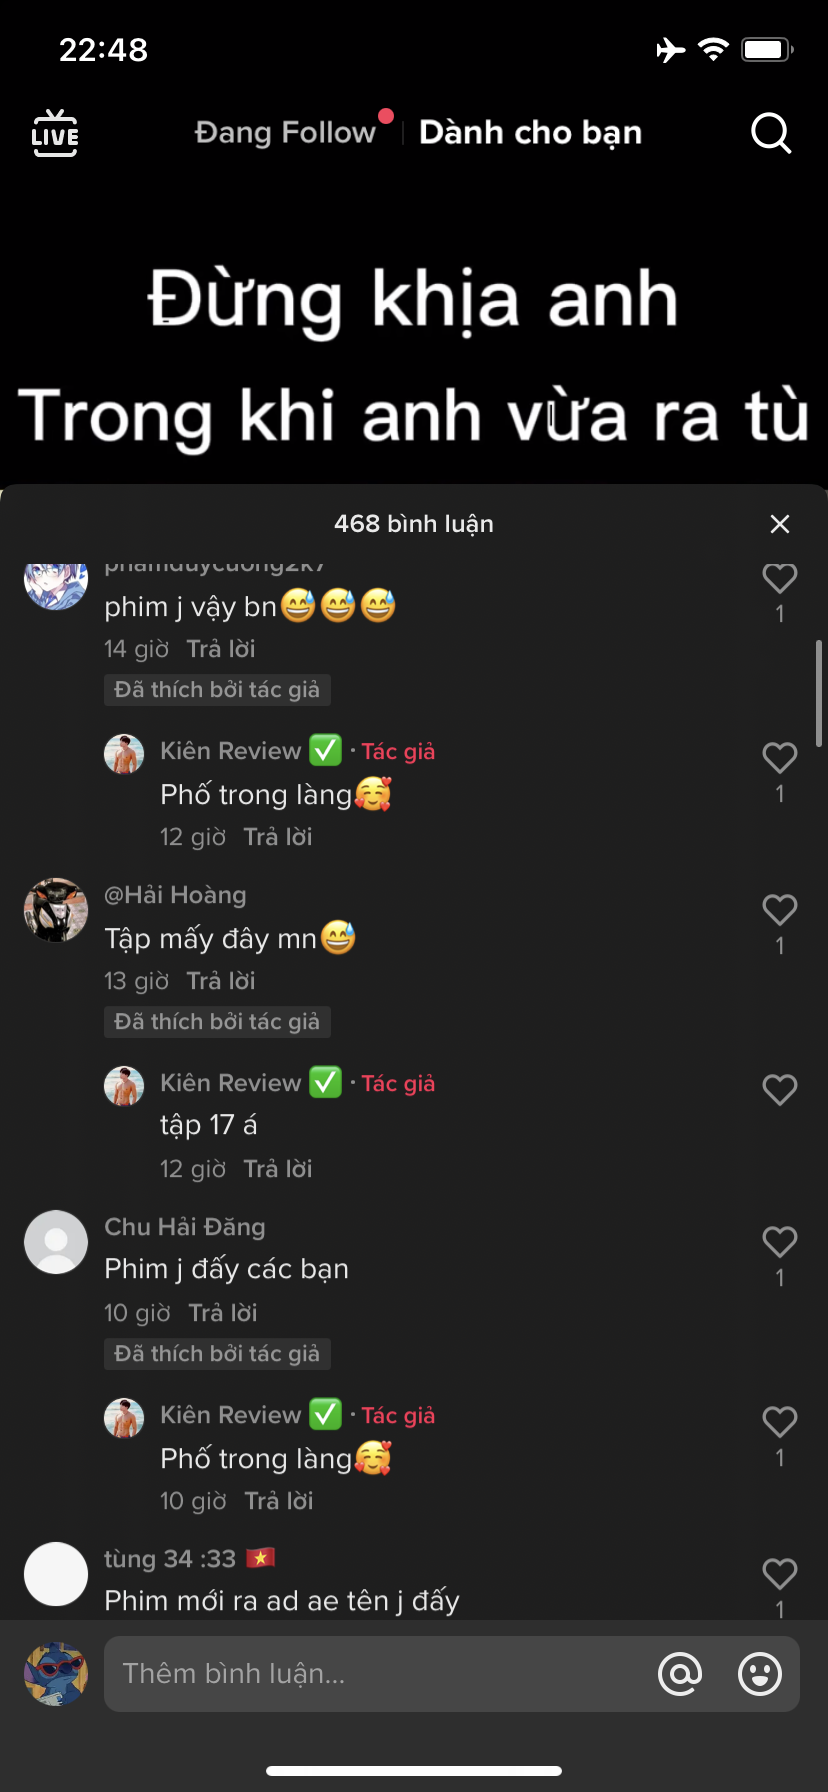 22:48
LIVE
Đang Follow
Dành cho bạn
Đừng khịa anh
Trong khi anh vừa ra tù
468 bình luận
phamduycuong2k7
phim j vậy bn😅😅😅
1
14 giờ Trả lời
Đã thích bởi tác giả
Kiên Review ✅ · Tác giả
Phố trong làng🥰
1
12 giờ Trả lời
@Hải Hoàng
Tập mấy đây mn😅
1
13 giờ Trả lời
Đã thích bởi tác giả
Kiên Review ✅ · Tác giả
tập 17 á
12 giờ Trả lời
Chu Hải Đăng
Phim j đấy các bạn
1
10 giờ Trả lời
Đã thích bởi tác giả
Kiên Review ✅ · Tác giả
Phố trong làng🥰
1
10 giờ Trả lời
tùng 34 :33 🇻🇳
Phim mới ra ad ae tên j đấy
1
Thêm bình luận...